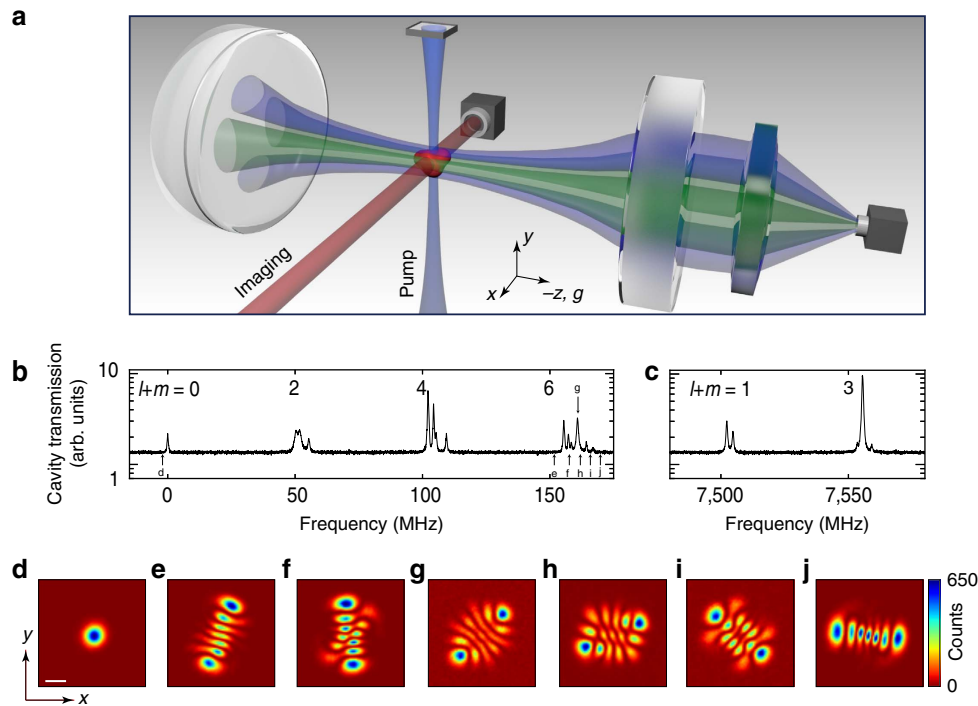 a
Imaging
Pump
y
x
–z, g
b
Cavity transmission
(arb. units)
10
1
l+m = 0
2
4
6
g
d
e
f
h
i
j
0
50
100
150
Frequency (MHz)
c
l+m = 1
3
7,500
7,555
Frequency (MHz)
d
e
f
g
h
i
j
y
x
650
Counts
0